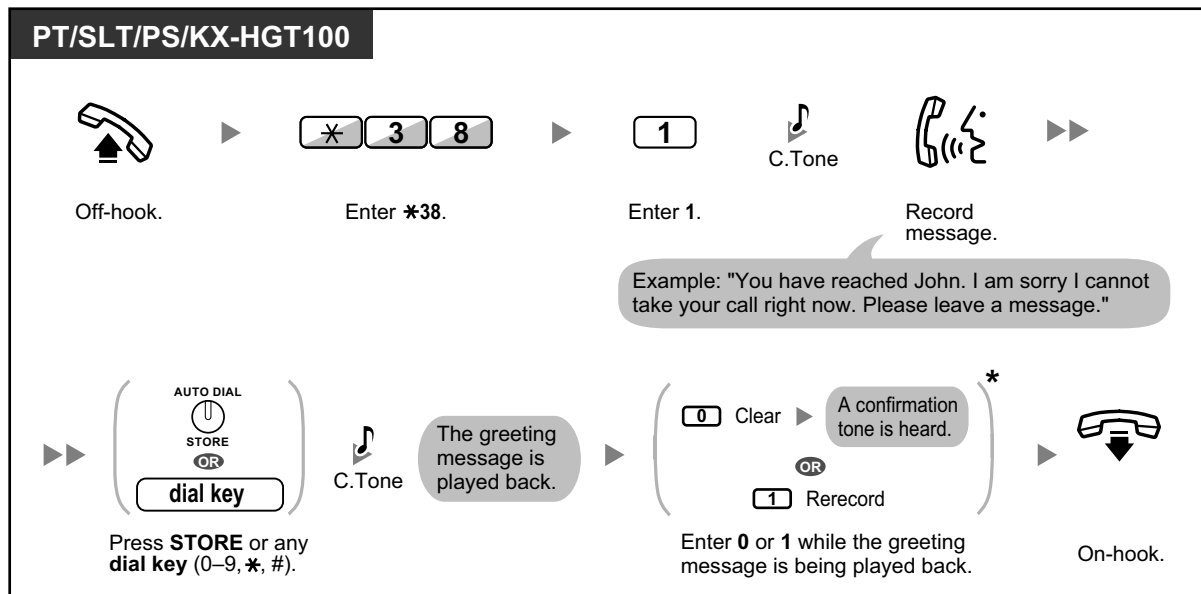 PT/SLT/PS/KX-HGT100
* 3 8
1
C.Tone
Off-hook.
Enter *38.
Enter 1.
Record
message.
Example: "You have reached John. I am sorry I cannot
take your call right now. Please leave a message."
AUTO DIAL
STORE
OR
dial key
C.Tone
The greeting
message is
played back.
0 Clear
A confirmation
tone is heard.
OR
1 Rerecord
*
Press STORE or any
dial key (0–9, *, #).
Enter 0 or 1 while the greeting
message is being played back.
On-hook.